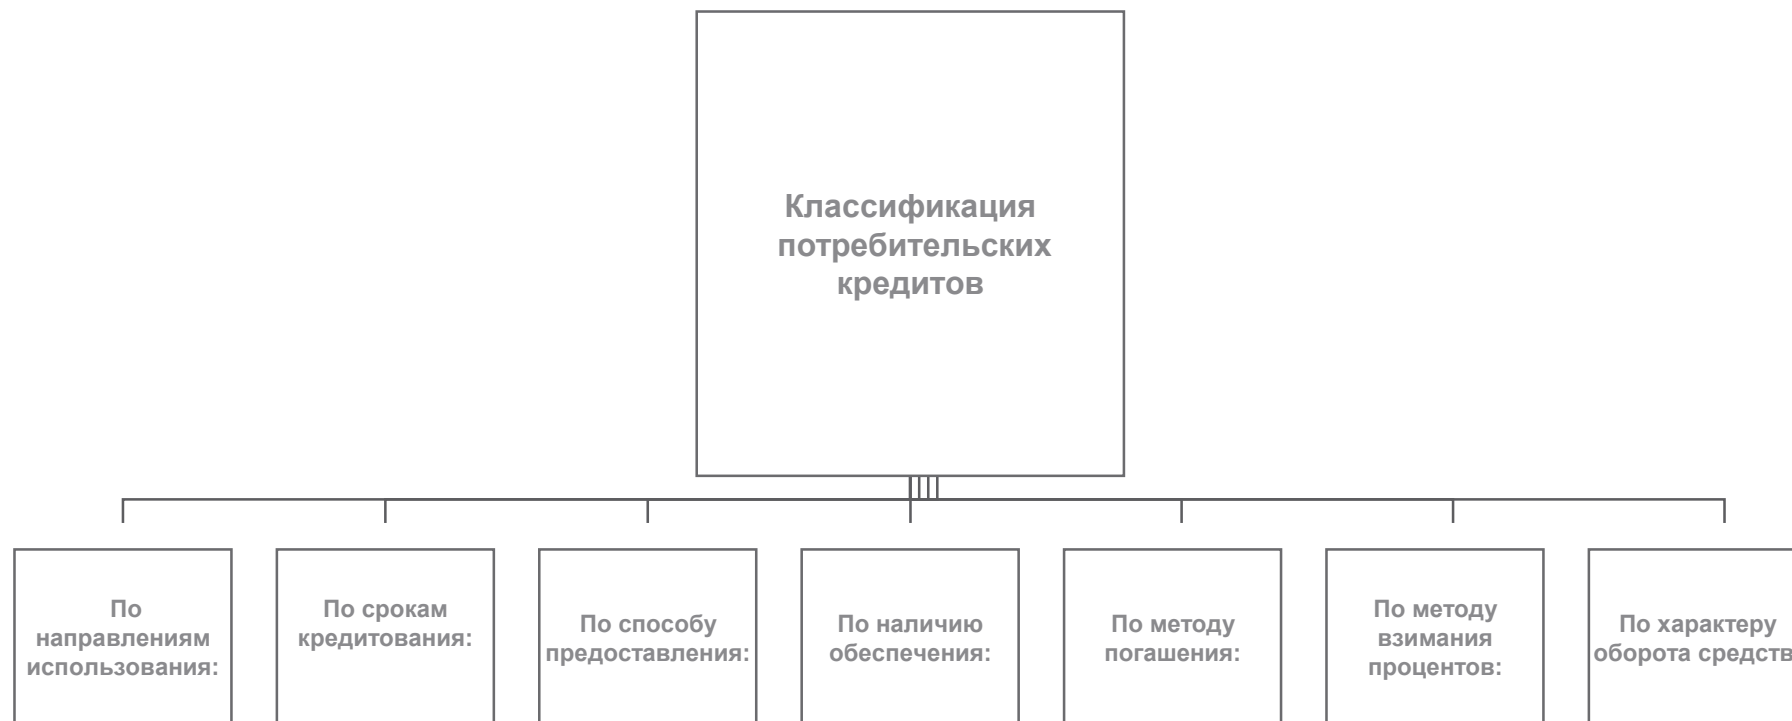 Классификация
потребительских
кредитов
По
направлениям
использования:
По срокам
кредитования:
По способу
предоставления:
По наличию
обеспечения:
По методу
погашения:
По методу
взимания
процентов:
По характеру
оборота средств